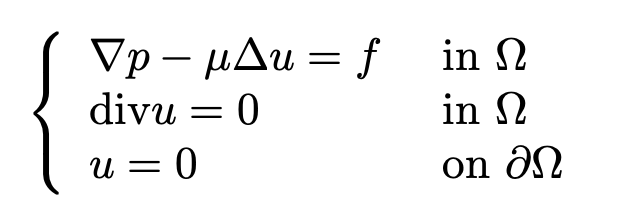 ∇p − μΔu = f in Ω
divu = 0 in Ω
u = 0 on ∂Ω